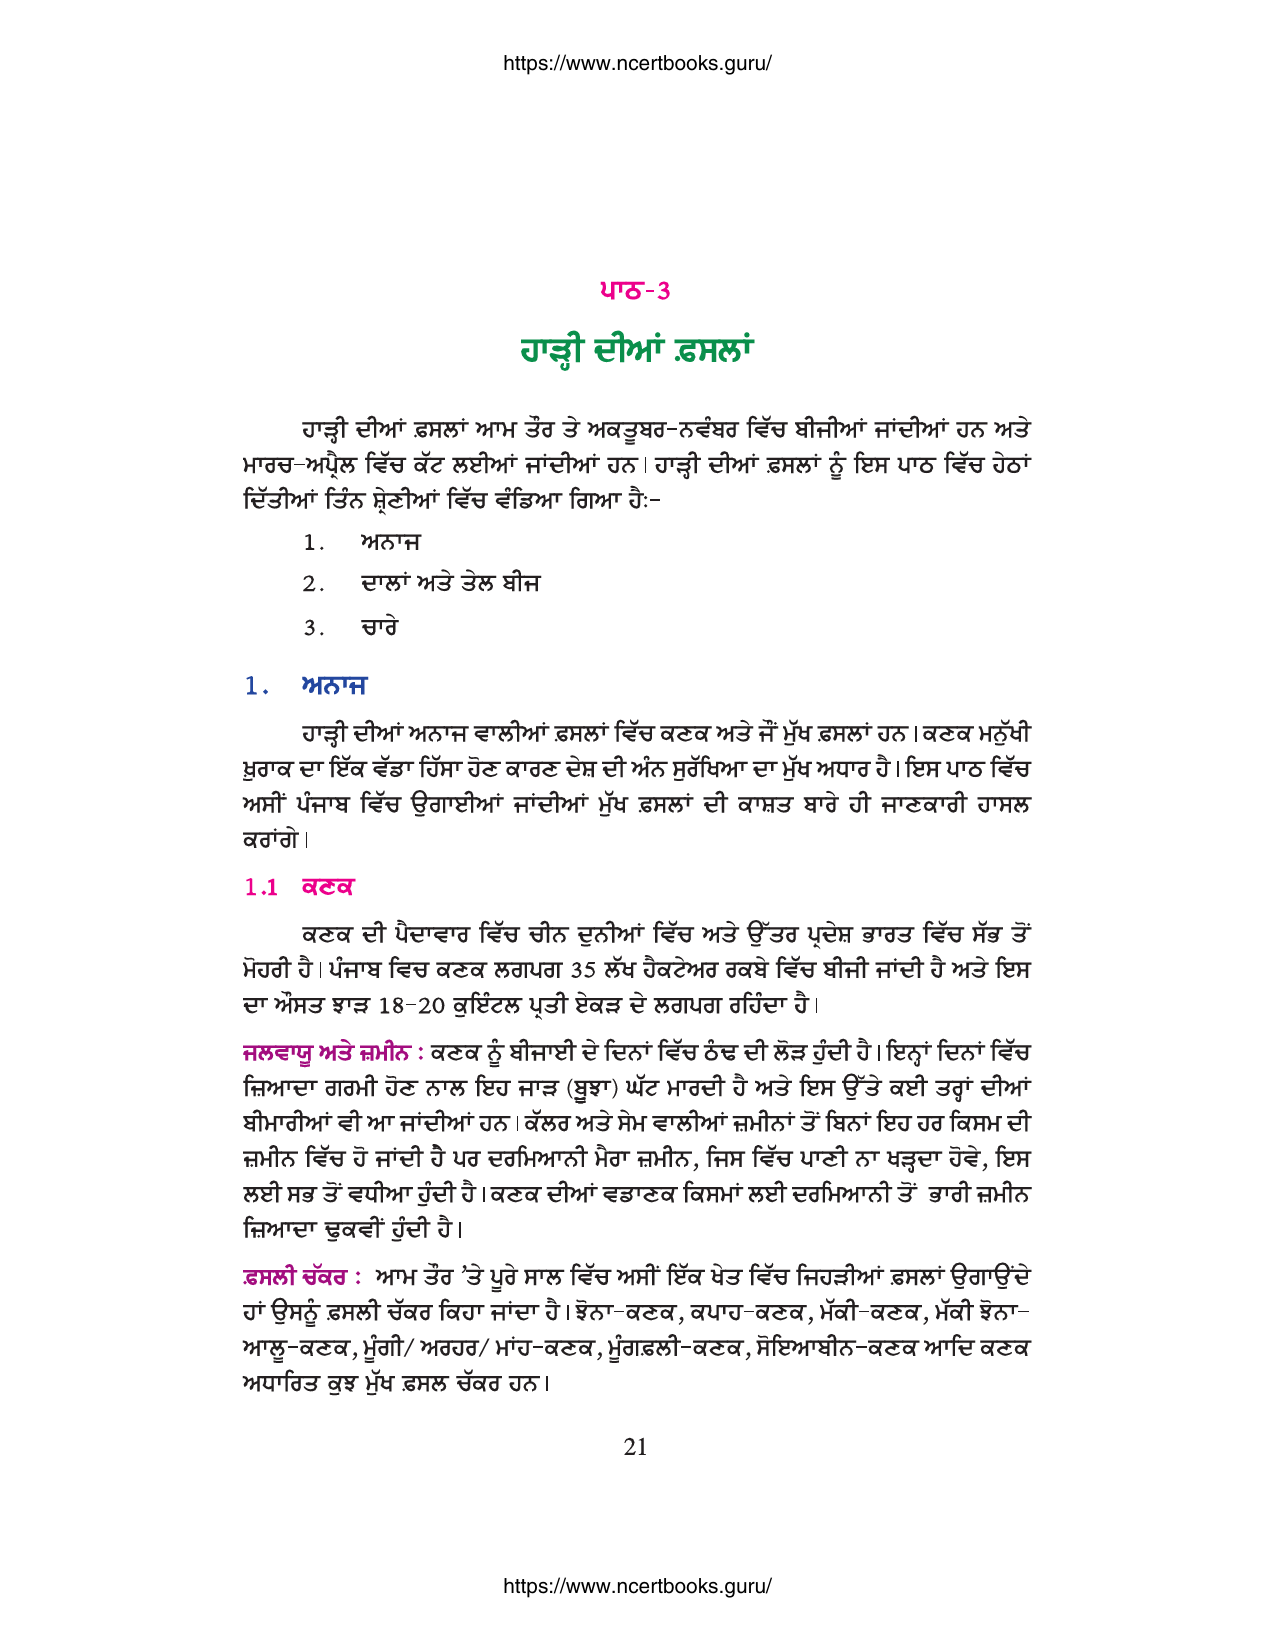 https://www.ncertbooks.guru/
ਪਾਠ-3
ਹਾੜ੍ਹੀ ਦੀਆਂ ਫ਼ਸਲਾਂ
ਹਾੜ੍ਹੀ ਦੀਆਂ ਫ਼ਸਲਾਂ ਆਮ ਤੌਰ ਤੇ ਅਕਤੂਬਰ-ਨਵੰਬਰ ਵਿੱਚ ਬੀਜੀਆਂ ਜਾਂਦੀਆਂ ਹਨ ਅਤੇ
ਮਾਰਚ-ਅਪ੍ਰੈਲ ਵਿੱਚ ਕੱਟ ਲਈਆਂ ਜਾਂਦੀਆਂ ਹਨ। ਹਾੜ੍ਹੀ ਦੀਆਂ ਫ਼ਸਲਾਂ ਨੂੰ ਇਸ ਪਾਠ ਵਿੱਚ ਹੇਠਾਂ
ਦਿੱਤੀਆਂ ਤਿੰਨ ਸ਼੍ਰੇਣੀਆਂ ਵਿੱਚ ਵੰਡਿਆ ਗਿਆ ਹੈ:-
1. ਅਨਾਜ
2. ਦਾਲਾਂ ਅਤੇ ਤੇਲ ਬੀਜ
3. ਚਾਰੇ
1. ਅਨਾਜ
ਹਾੜ੍ਹੀ ਦੀਆਂ ਅਨਾਜ ਵਾਲੀਆਂ ਫ਼ਸਲਾਂ ਵਿੱਚ ਕਣਕ ਅਤੇ ਜੌਂ ਮੁੱਖ ਫ਼ਸਲਾਂ ਹਨ। ਕਣਕ ਮਨੁੱਖੀ
ਖ਼ੁਰਾਕ ਦਾ ਇੱਕ ਵੱਡਾ ਹਿੱਸਾ ਹੋਣ ਕਾਰਣ ਦੇਸ਼ ਦੀ ਅੰਨ ਸੁਰੱਖਿਆ ਦਾ ਮੁੱਖ ਅਧਾਰ ਹੈ। ਇਸ ਪਾਠ ਵਿੱਚ
ਅਸੀਂ ਪੰਜਾਬ ਵਿੱਚ ਉਗਾਈਆਂ ਜਾਂਦੀਆਂ ਮੁੱਖ ਫ਼ਸਲਾਂ ਦੀ ਕਾਸ਼ਤ ਬਾਰੇ ਹੀ ਜਾਣਕਾਰੀ ਹਾਸਲ
ਕਰਾਂਗੇ।
1.1 ਕਣਕ
ਕਣਕ ਦੀ ਪੈਦਾਵਾਰ ਵਿੱਚ ਚੀਨ ਦੁਨੀਆਂ ਵਿੱਚ ਅਤੇ ਉੱਤਰ ਪ੍ਰਦੇਸ਼ ਭਾਰਤ ਵਿੱਚ ਸੱਭ ਤੋਂ
ਮੋਹਰੀ ਹੈ। ਪੰਜਾਬ ਵਿਚ ਕਣਕ ਲਗਪਗ 35 ਲੱਖ ਹੈਕਟੇਅਰ ਰਕਬੇ ਵਿੱਚ ਬੀਜੀ ਜਾਂਦੀ ਹੈ ਅਤੇ ਇਸ
ਦਾ ਔਸਤ ਝਾੜ 18-20 ਕੁਇੰਟਲ ਪ੍ਰਤੀ ਏਕੜ ਦੇ ਲਗਪਗ ਰਹਿੰਦਾ ਹੈ।
ਜਲਵਾਯੂ ਅਤੇ ਜ਼ਮੀਨ : ਕਣਕ ਨੂੰ ਬੀਜਾਈ ਦੇ ਦਿਨਾਂ ਵਿੱਚ ਠੰਢ ਦੀ ਲੋੜ ਹੁੰਦੀ ਹੈ। ਇਨ੍ਹਾਂ ਦਿਨਾਂ ਵਿੱਚ
ਜ਼ਿਆਦਾ ਗਰਮੀ ਹੋਣ ਨਾਲ ਇਹ ਜਾੜ (ਬੂਝਾ) ਘੱਟ ਮਾਰਦੀ ਹੈ ਅਤੇ ਇਸ ਉੱਤੇ ਕਈ ਤਰ੍ਹਾਂ ਦੀਆਂ
ਬੀਮਾਰੀਆਂ ਵੀ ਆ ਜਾਂਦੀਆਂ ਹਨ। ਕੱਲਰ ਅਤੇ ਸੇਮ ਵਾਲੀਆਂ ਜ਼ਮੀਨਾਂ ਤੋਂ ਬਿਨਾਂ ਇਹ ਹਰ ਕਿਸਮ ਦੀ
ਜ਼ਮੀਨ ਵਿੱਚ ਹੋ ਜਾਂਦੀ ਹੈ ਪਰ ਦਰਮਿਆਨੀ ਮੈਰਾ ਜ਼ਮੀਨ, ਜਿਸ ਵਿੱਚ ਪਾਣੀ ਨਾ ਖੜ੍ਹਦਾ ਹੋਵੇ, ਇਸ
ਲਈ ਸਭ ਤੋਂ ਵਧੀਆ ਹੁੰਦੀ ਹੈ। ਕਣਕ ਦੀਆਂ ਵਡਾਣਕ ਕਿਸਮਾਂ ਲਈ ਦਰਮਿਆਨੀ ਤੋਂ ਭਾਰੀ ਜ਼ਮੀਨ
ਜ਼ਿਆਦਾ ਢੁਕਵੀਂ ਹੁੰਦੀ ਹੈ।
ਫ਼ਸਲੀ ਚੱਕਰ : ਆਮ ਤੌਰ 'ਤੇ ਪੂਰੇ ਸਾਲ ਵਿੱਚ ਅਸੀਂ ਇੱਕ ਖੇਤ ਵਿੱਚ ਜਿਹੜੀਆਂ ਫ਼ਸਲਾਂ ਉਗਾਉਂਦੇ
ਹਾਂ ਉਸਨੂੰ ਫ਼ਸਲੀ ਚੱਕਰ ਕਿਹਾ ਜਾਂਦਾ ਹੈ। ਝੋਨਾ-ਕਣਕ, ਕਪਾਹ-ਕਣਕ, ਮੱਕੀ-ਕਣਕ, ਮੱਕੀ ਝੋਨਾ-
ਆਲੂ-ਕਣਕ, ਮੂੰਗੀ/ ਅਰਹਰ/ ਮਾਂਹ-ਕਣਕ, ਮੂੰਗਫ਼ਲੀ-ਕਣਕ, ਸੋਇਆਬੀਨ-ਕਣਕ ਆਦਿ ਕਣਕ
ਅਧਾਰਿਤ ਕੁਝ ਮੁੱਖ ਫ਼ਸਲ ਚੱਕਰ ਹਨ।
21
https://www.ncertbooks.guru/